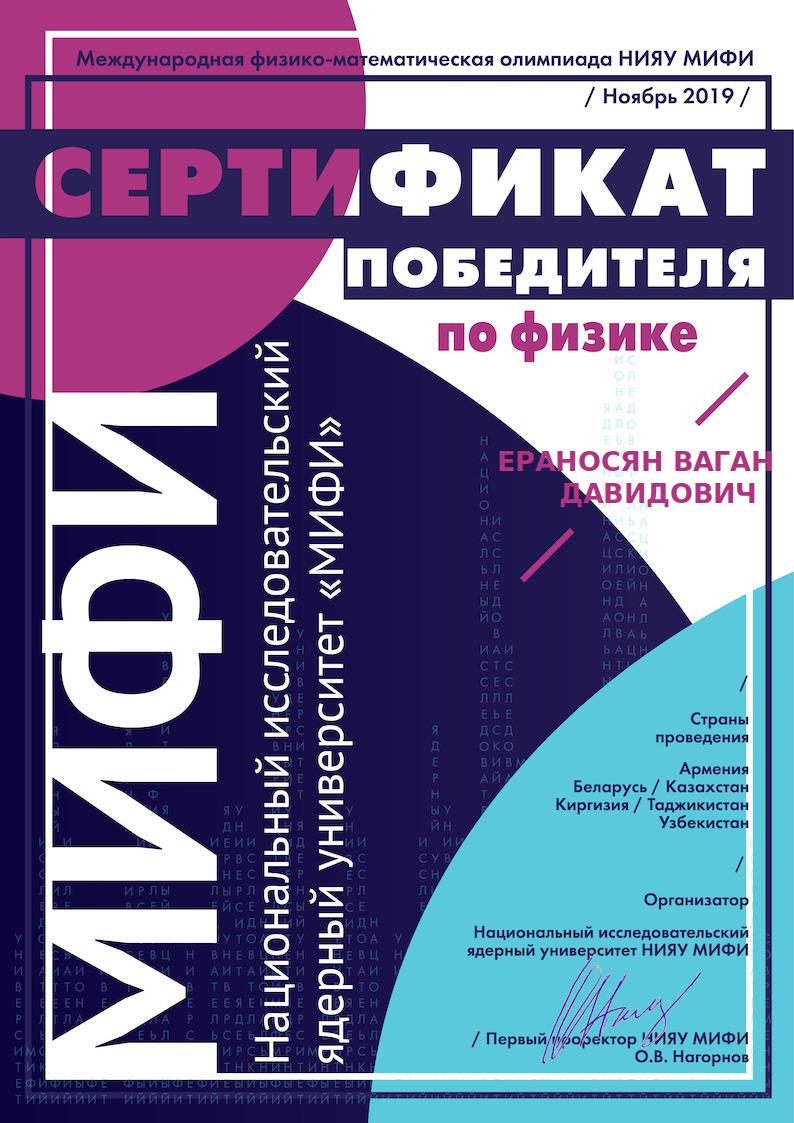 Международная физико-математическая олимпиада НИЯУ МИФИ
/ Ноябрь 2019 /
СЕРТИФИКАТ
ПОБЕДИТЕЛЯ
по физике
ЕРАНОСЯН ВАГАН
ДАВИДОВИЧ
МИФИ
Национальный исследовательский
ядерный университет «МИФИ»
/
Страны
проведения
Армения
Беларусь / Казахстан
Киргизия / Таджикистан
Узбекистан
/
Организатор
Национальный исследовательский
ядерный университет НИЯУ МИФИ
/ Первый проректор НИЯУ МИФИ
О.В. Нагорнов